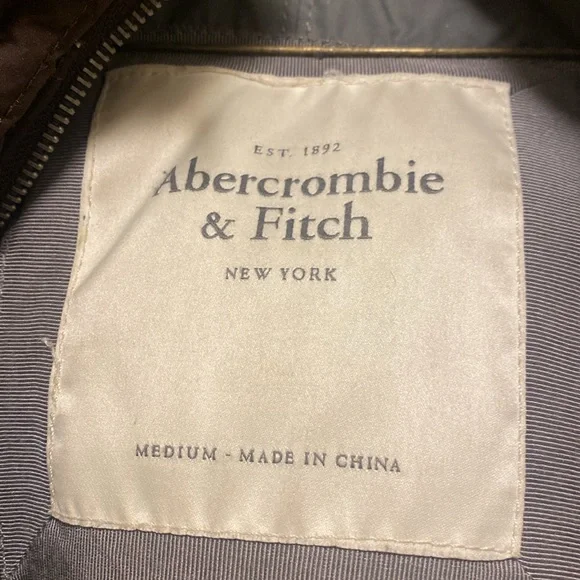 EST. 1892
Abercrombie
& Fitch
NEW YORK
MEDIUM - MADE IN CHINA